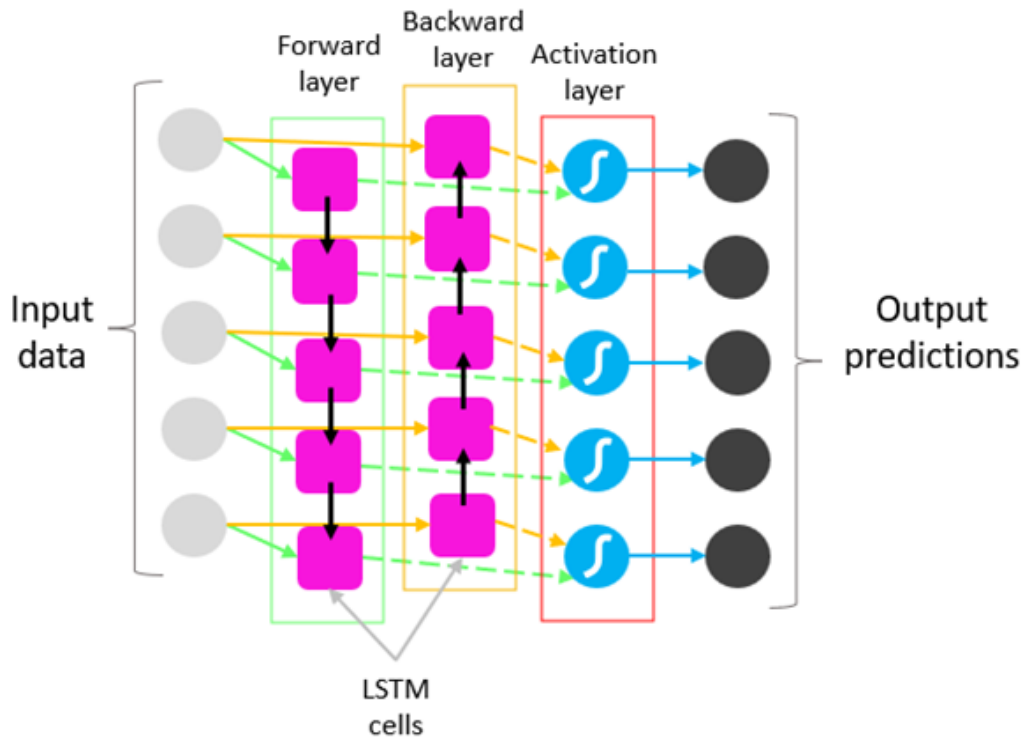 Forward
layer
Backward
layer
Activation
layer
Input
data
Output
predictions
LSTM
cells